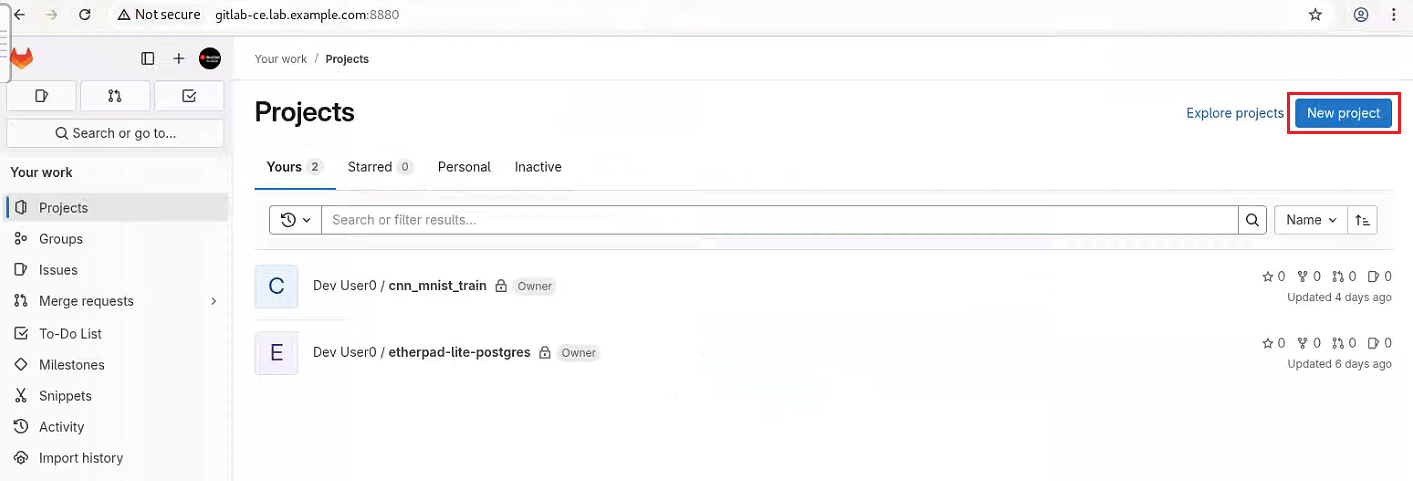 Not secure gitlab-ce.lab.example.com:8880
Your work / Projects
Projects
Explore projects New project
Search or go to...
Yours 2 Starred 0 Personal Inactive
Your work
Projects
Groups
Issues
Merge requests
To-Do List
Milestones
Snippets
Activity
Import history
Search or filter results...
Name
C Dev User0 / cnn_mnist_train Owner 0 0 0 0
Updated 4 days ago
E Dev User0 / etherpad-lite-postgres Owner 0 0 0 0
Updated 6 days ago